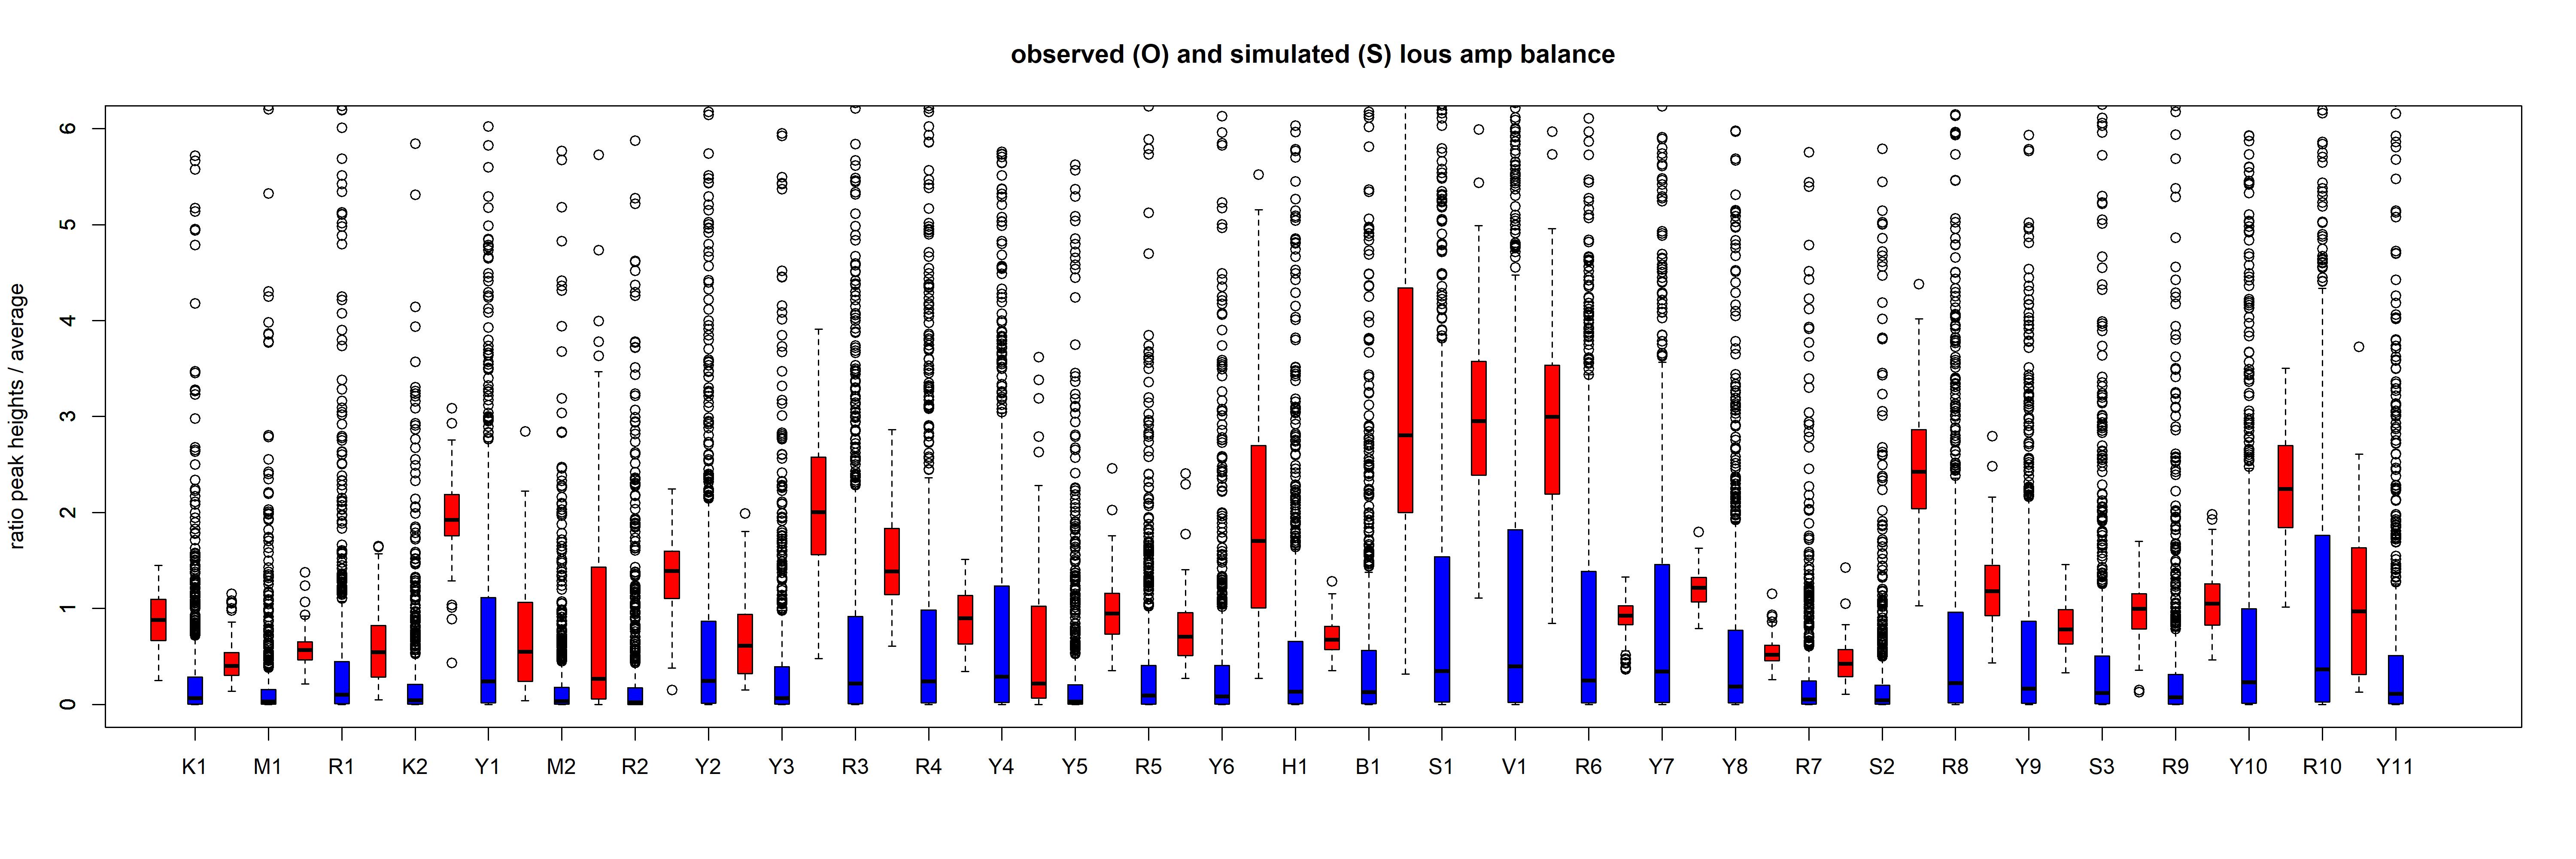 observed (O) and simulated (S) lous amp balance
ratio peak heights / average
6
5
4
3
2
1
0
K1 M1 R1 K2 Y1 M2 R2 Y2 Y3 R3 R4 Y4 Y5 R5 Y6 H1 B1 S1 V1 R6 Y7 Y8 R7 S2 R8 Y9 S3 R9 Y10 R10 Y11